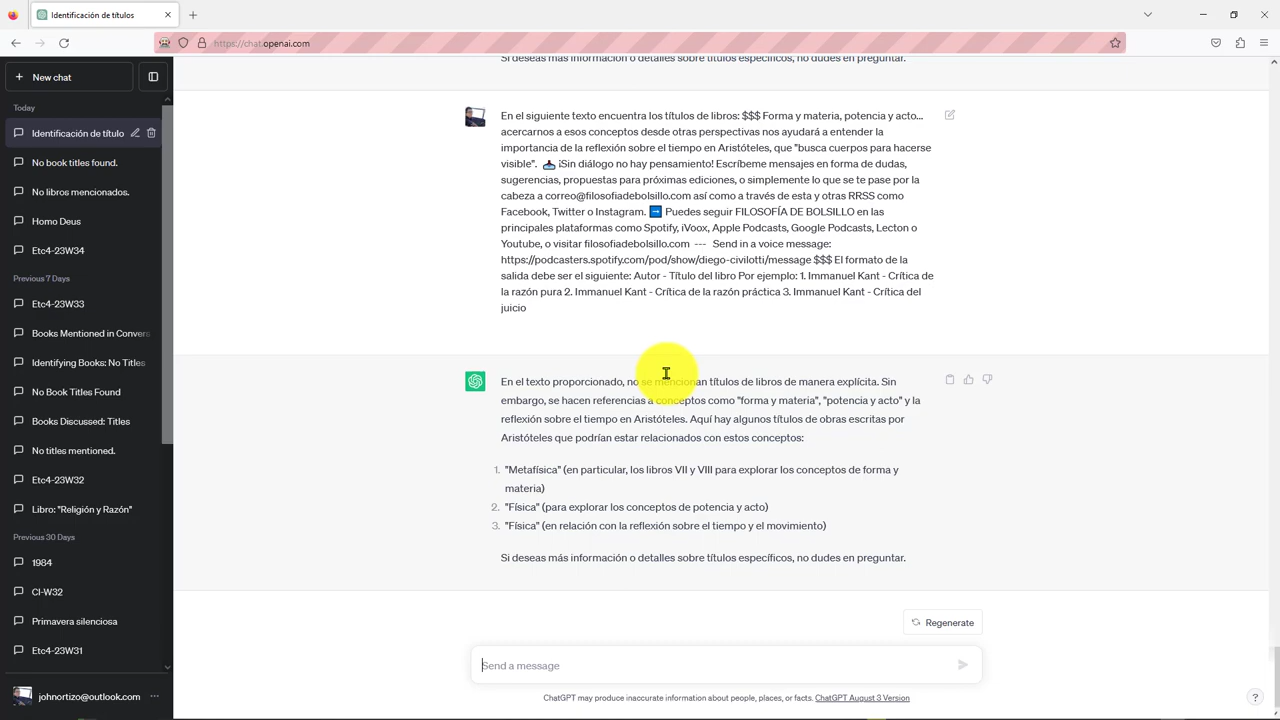 Identificación de títulos
https://chat.openai.com
New chat
Today
Identificación de título
No book titles found.
No libros mencionados.
Homo Deus
Etc4-23W34
Previous 7 Days
Etc4-23W33
Books Mentioned in Convers
Identifying Books: No Titles
No Book Titles Found
Books Discussed: Titles
No titles mentioned.
Etc4-23W32
Libro: "Religión y Razón"
Previous 30 Days
1984
CI-W32
Primavera silenciosa
Etc4-23W31
johnortizo@outlook.com
Si deseas más información o detalles sobre títulos específicos, no dudes en preguntar.
En el siguiente texto encuentra los títulos de libros: $$$ Forma y materia, potencia y acto...
acercarnos a esos conceptos desde otras perspectivas nos ayudará a entender la
importancia de la reflexión sobre el tiempo en Aristóteles, que "busca cuerpos para hacerse
visible". 📥 ¡Sin diálogo no hay pensamiento! Escríbeme mensajes en forma de dudas,
sugerencias, propuestas para próximas ediciones, o simplemente lo que se te pase por la
cabeza a correo@filosofiadebolsillo.com así como a través de esta y otras RRSS como
Facebook, Twitter o Instagram. ➡️ Puedes seguir FILOSOFÍA DE BOLSILLO en las
principales plataformas como Spotify, iVoox, Apple Podcasts, Google Podcasts, Lecton o
Youtube, o visitar filosofiadebolsillo.com --- Send in a voice message:
https://podcasters.spotify.com/pod/show/diego-civilotti/message $$$ El formato de la
salida debe ser el siguiente: Autor - Título del libro Por ejemplo: 1. Immanuel Kant - Crítica de
la razón pura 2. Immanuel Kant - Crítica de la razón práctica 3. Immanuel Kant - Crítica del
juicio
En el texto proporcionado, no se mencionan títulos de libros de manera explícita. Sin
embargo, se hacen referencias a conceptos como "forma y materia", "potencia y acto" y la
reflexión sobre el tiempo en Aristóteles. Aquí hay algunos títulos de obras escritas por
Aristóteles que podrían estar relacionados con estos conceptos:
1. "Metafísica" (en particular, los libros VII y VIII para explorar los conceptos de forma y
materia)
2. "Física" (para explorar los conceptos de potencia y acto)
3. "Física" (en relación con la reflexión sobre el tiempo y el movimiento)
Si deseas más información o detalles sobre títulos específicos, no dudes en preguntar.
Regenerate
Send a message
ChatGPT may produce inaccurate information about people, places, or facts. ChatGPT August 3 Version
?